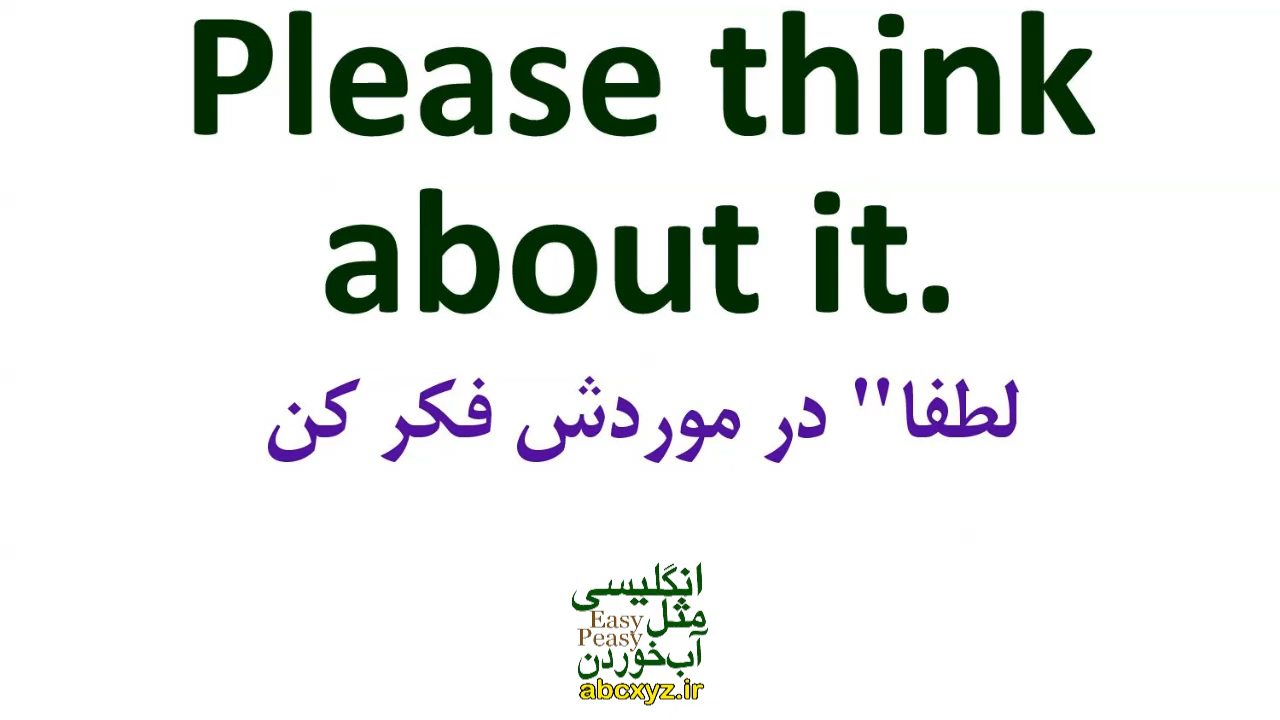 Please think
about it.
لطفا" در موردش فکر کن
انگلیسی
مثل
Easy
Peasy
آب‌خوردن
abcxyz.ir